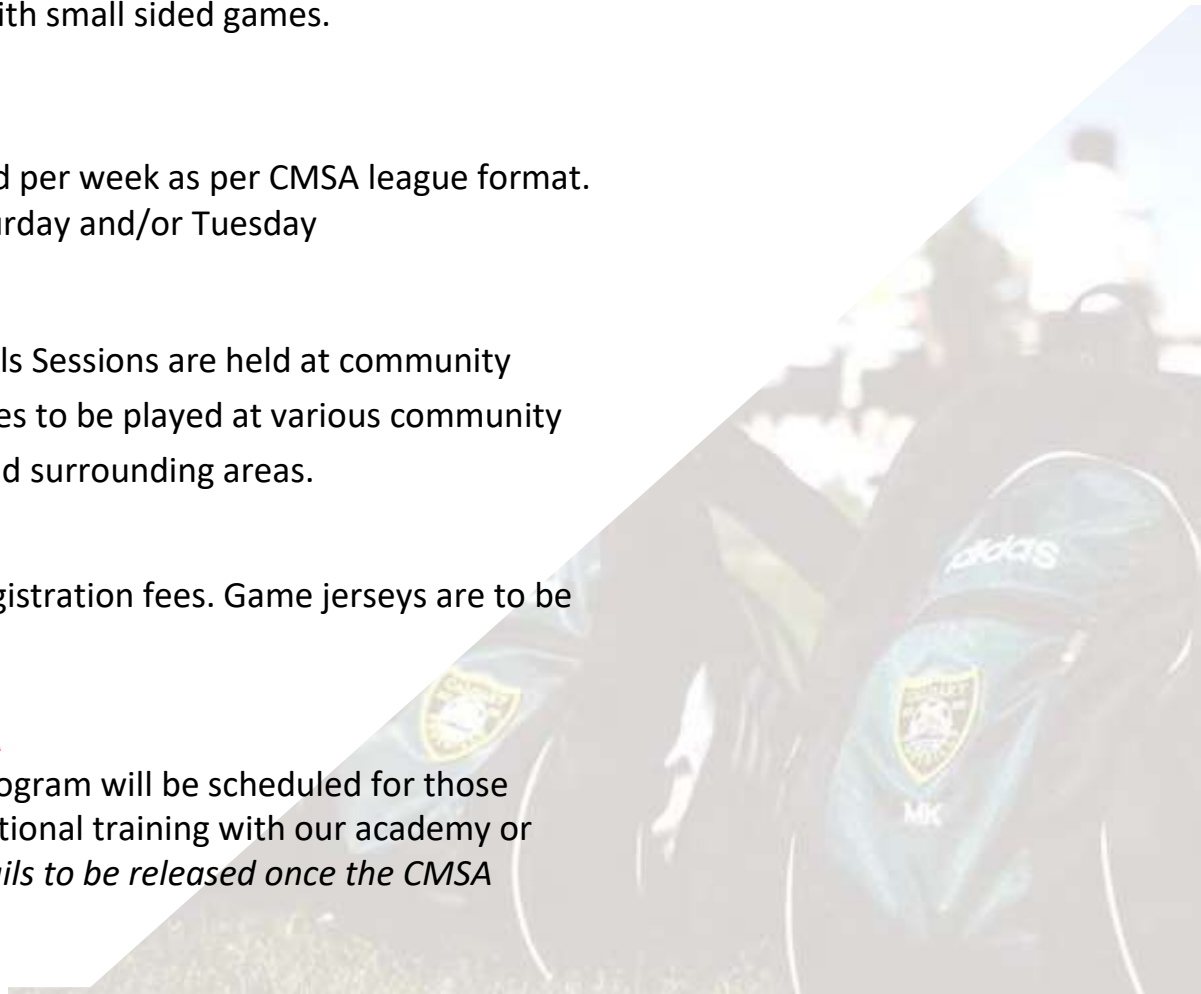 ith small sided games.
d per week as per CMSA league format.
urday and/or Tuesday
ls Sessions are held at community
es to be played at various community
d surrounding areas.
gistration fees. Game jerseys are to be
ogram will be scheduled for those
tional training with our academy or
ils to be released once the CMSA
adidas
MK